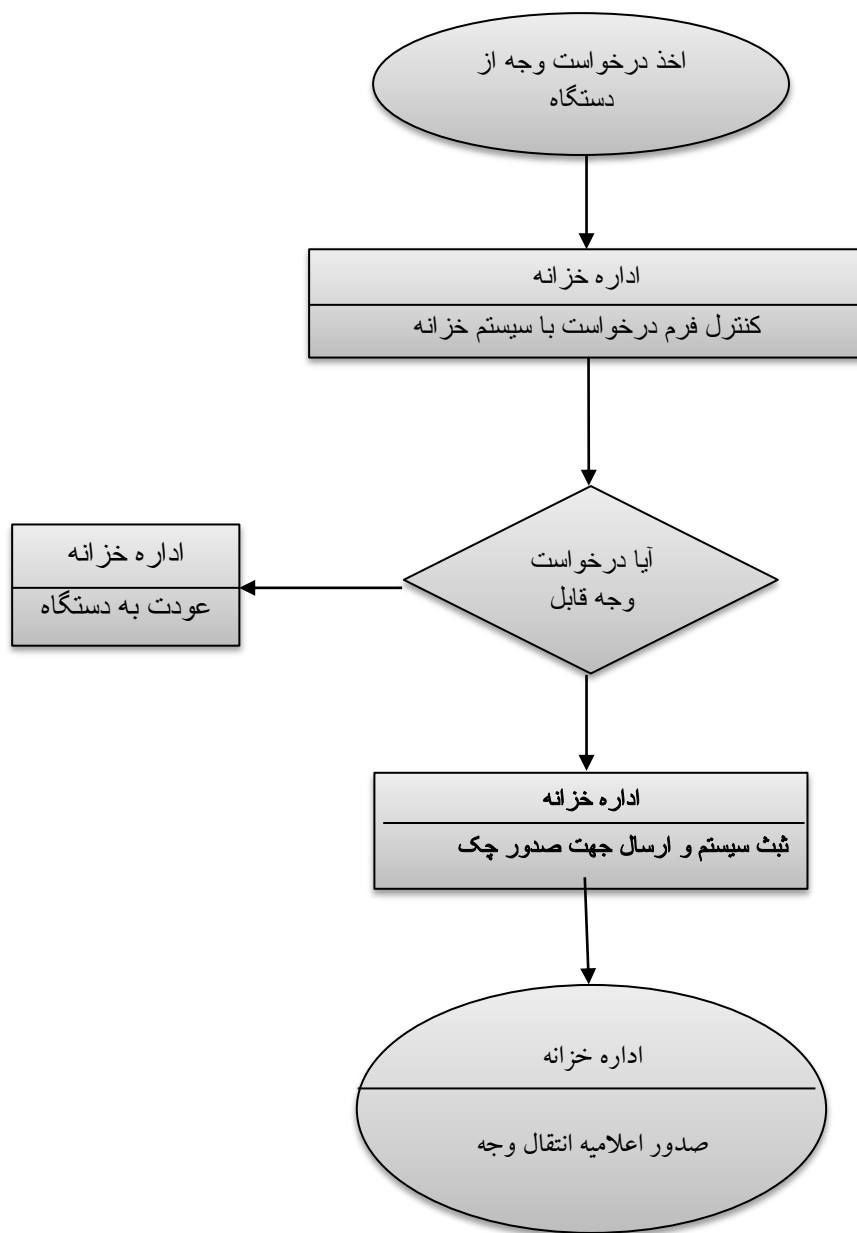 اخذ درخواست وجه از
دستگاه
اداره خزانه
کنترل فرم درخواست با سیستم خزانه
آیا درخواست
وجه قابل
اداره خزانه
عودت به دستگاه
اداره خزانه
ثبث سیستم و ارسال جهت صدور چک
اداره خزانه
صدور اعلامیه انتقال وجه